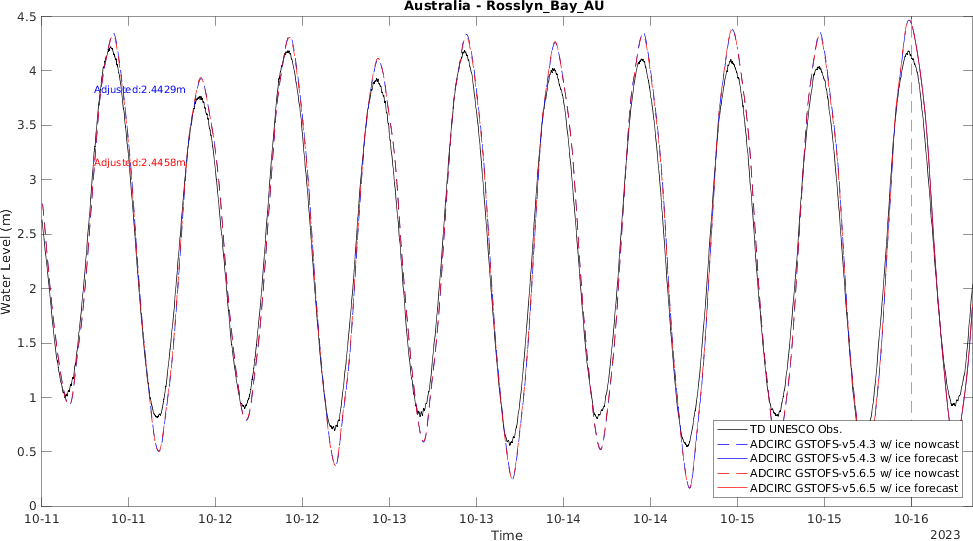 Australia - Rosslyn_Bay_AU
4.5
4
3.5
3
2.5
2
1.5
1
0.5
0
Water Level (m)
Adjusted:2.4429m
Adjusted:2.4458m
TD UNESCO Obs.
ADCIRC GSTOFS-v5.4.3 w/ ice nowcast
ADCIRC GSTOFS-v5.4.3 w/ ice forecast
ADCIRC GSTOFS-v5.6.5 w/ ice nowcast
ADCIRC GSTOFS-v5.6.5 w/ ice forecast
10-11 10-11 10-12 10-12 10-13 10-13 10-14 10-14 10-15 10-15 10-16
Time
2023